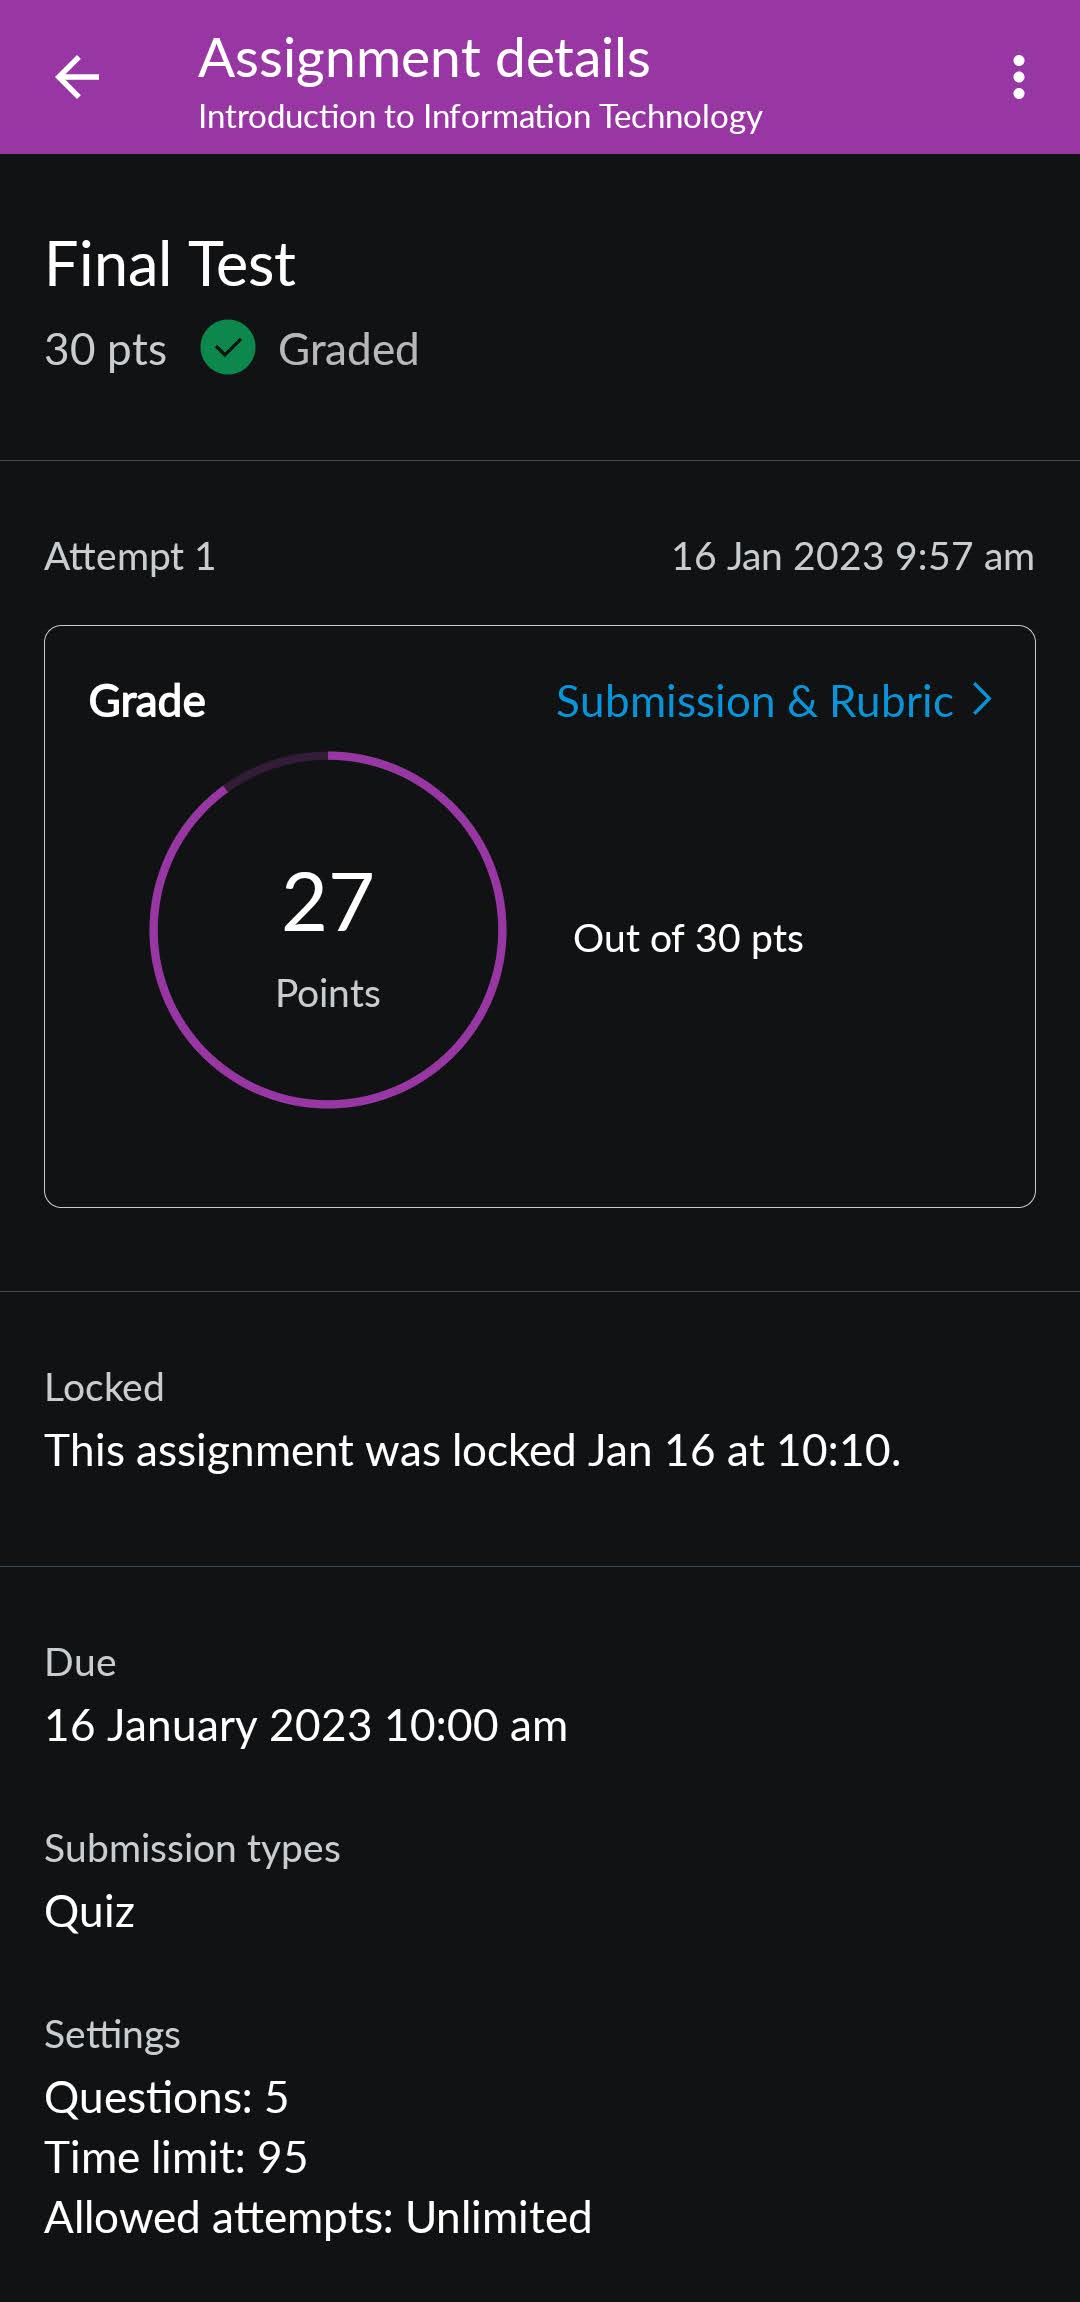 Assignment details
Introduction to Information Technology
Final Test
30 pts Graded
Attempt 1 16 Jan 2023 9:57 am
Grade Submission & Rubric
27
Points
Out of 30 pts
Locked
This assignment was locked Jan 16 at 10:10.
Due
16 January 2023 10:00 am
Submission types
Quiz
Settings
Questions: 5
Time limit: 95
Allowed attempts: Unlimited